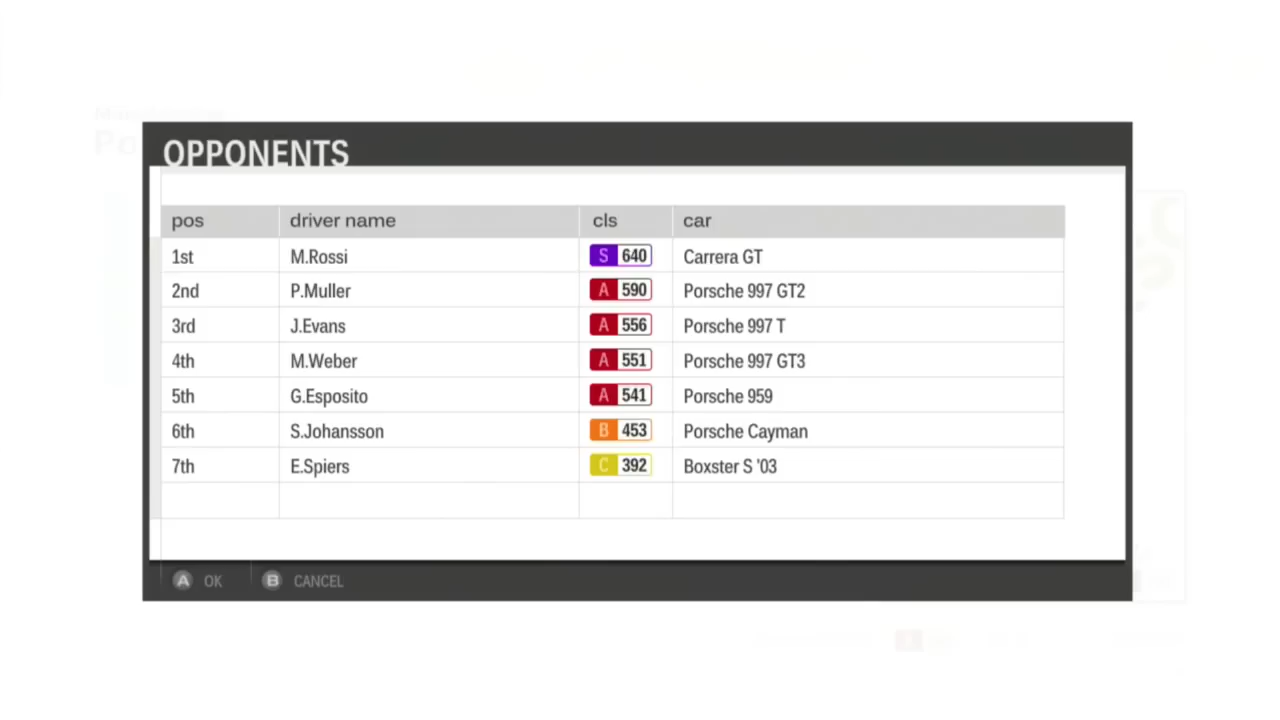 OPPONENTS
pos driver name cls car
1st M.Rossi S 640 Carrera GT
2nd P.Muller A 590 Porsche 997 GT2
3rd J.Evans A 556 Porsche 997 T
4th M.Weber A 551 Porsche 997 GT3
5th G.Esposito A 541 Porsche 959
6th S.Johansson B 453 Porsche Cayman
7th E.Spiers C 392 Boxster S '03
A OK B CANCEL